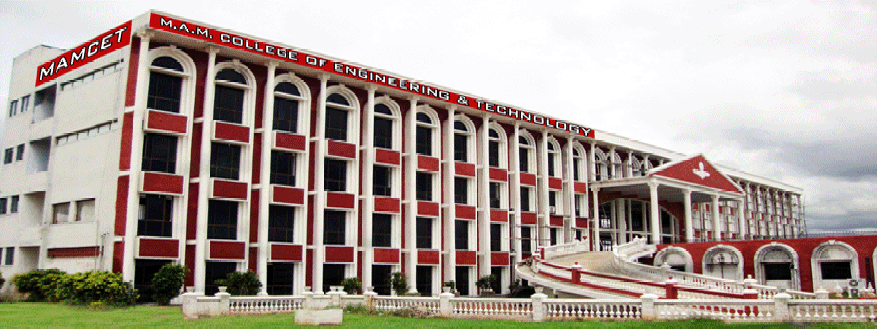 MAMCET
M.A.M. COLLEGE OF ENGINEERING & TECHNOLOGY